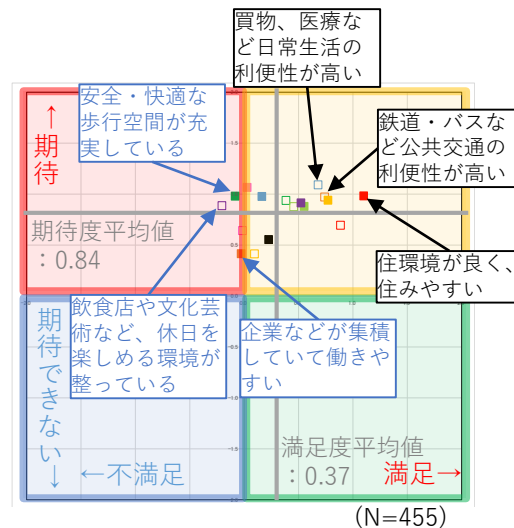 買物、医療な
ど日常生活の
利便性が高い
安全・快適な
歩行空間が充
実している
鉄道・バスな
ど公共交通の
利便性が高い
↑
期待
期待度平均値
：0.84
住環境が良く、
住みやすい
飲食店や文化芸
術など、休日を
楽しめる環境が
整っている
企業などが集積
していて働きや
すい
期待できない↓
←不満足
満足度平均値
：0.37
満足→
(N=455)